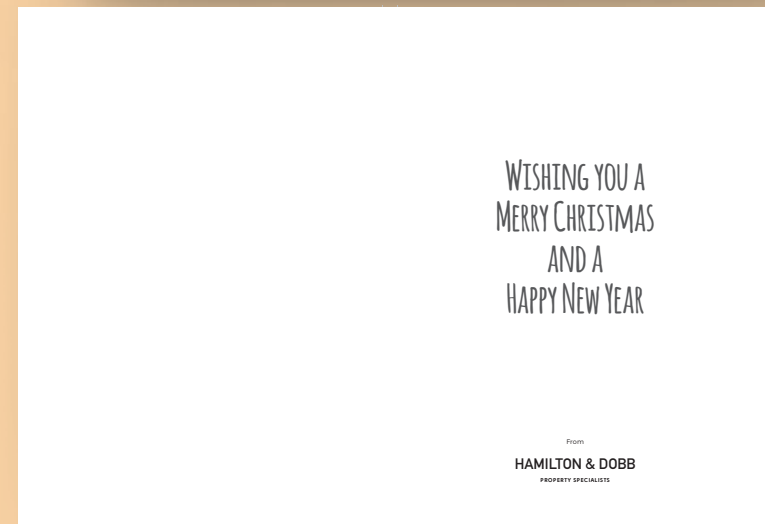 Wishing you a
Merry Christmas
and a
Happy New Year
From
HAMILTON & DOBB
PROPERTY SPECIALISTS